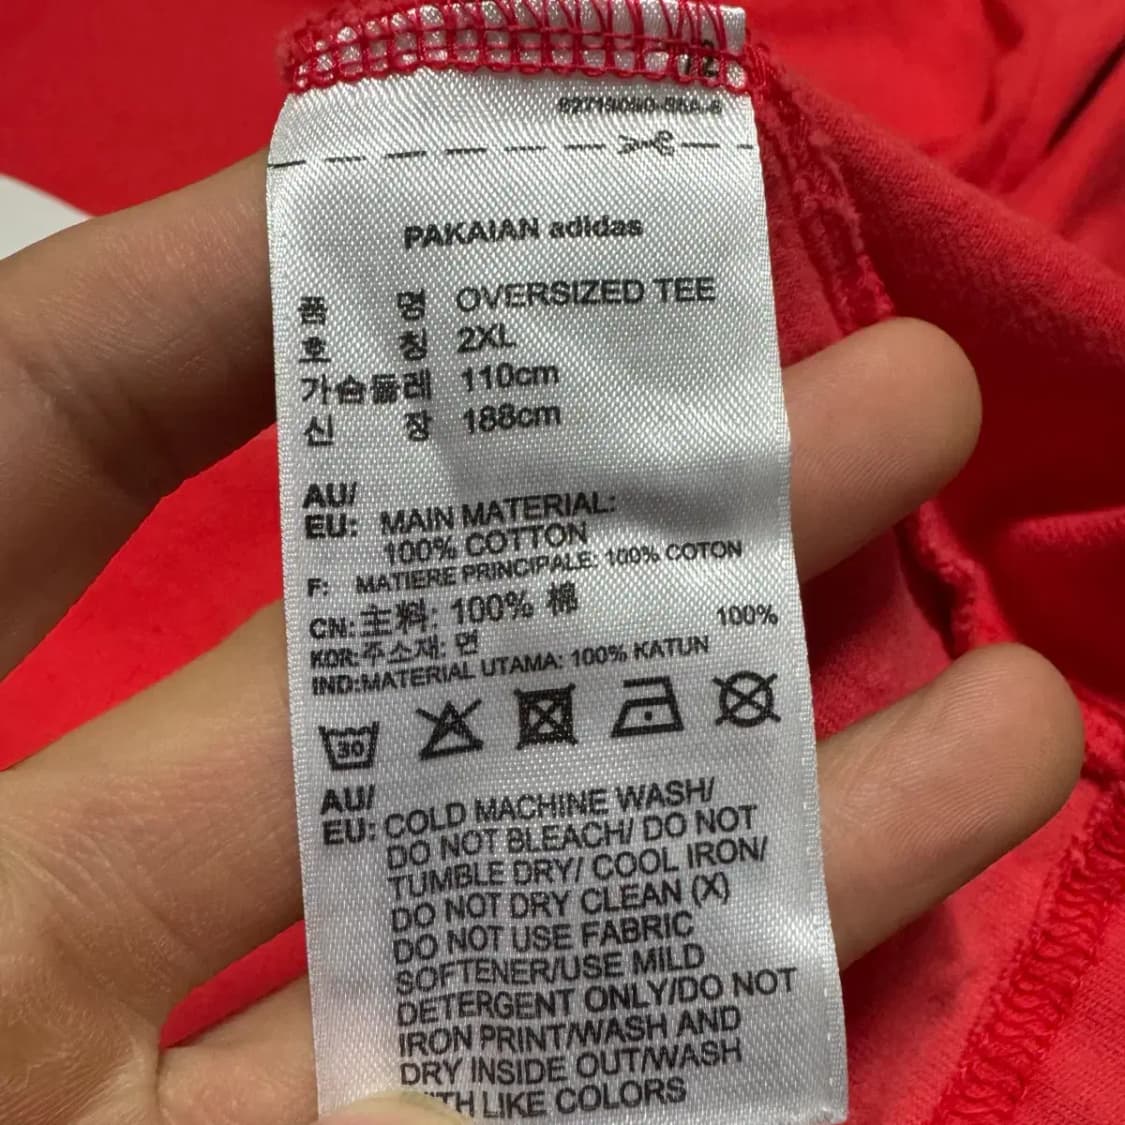 12
PAKAIAN adidas
품 명 OVERSIZED TEE
호 칭 2XL
가슴둘레 110cm
신 장 188cm
AU/
EU: MAIN MATERIAL:
100% COTTON
F: MATIERE PRINCIPALE: 100% COTON
CN: 主料: 100% 棉
100%
KOR: 주소재: 면
IND:MATERIAL UTAMA: 100% KATUN
30
AU/
EU: COLD MACHINE WASH/
DO NOT BLEACH/ DO NOT
TUMBLE DRY/ COOL IRON/
DO NOT DRY CLEAN (X)
DO NOT USE FABRIC
SOFTENER/USE MILD
DETERGENT ONLY/DO NOT
IRON PRINT/WASH AND
DRY INSIDE OUT/WASH
LIKE COLORS